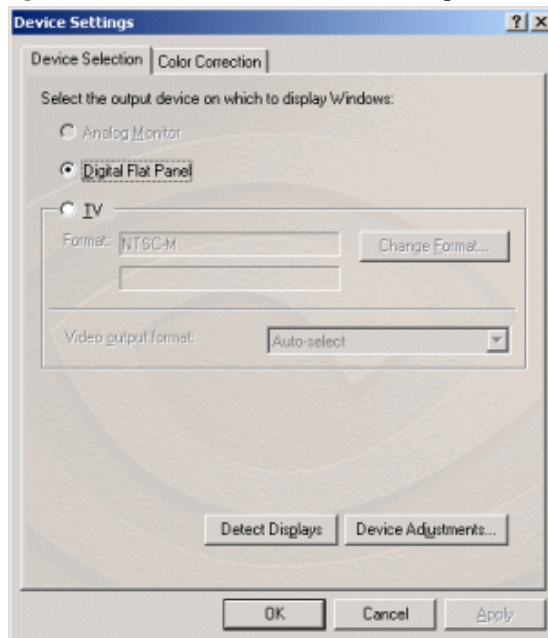 Device Settings
Device Selection
Color Correction
Select the output device on which to display Windows:
Analog Monitor
Digital Flat Panel
TV
Format:
NTSC-M
Change Format...
Video output format:
Auto-select
Detect Displays
Device Adjustments...
OK
Cancel
Apply